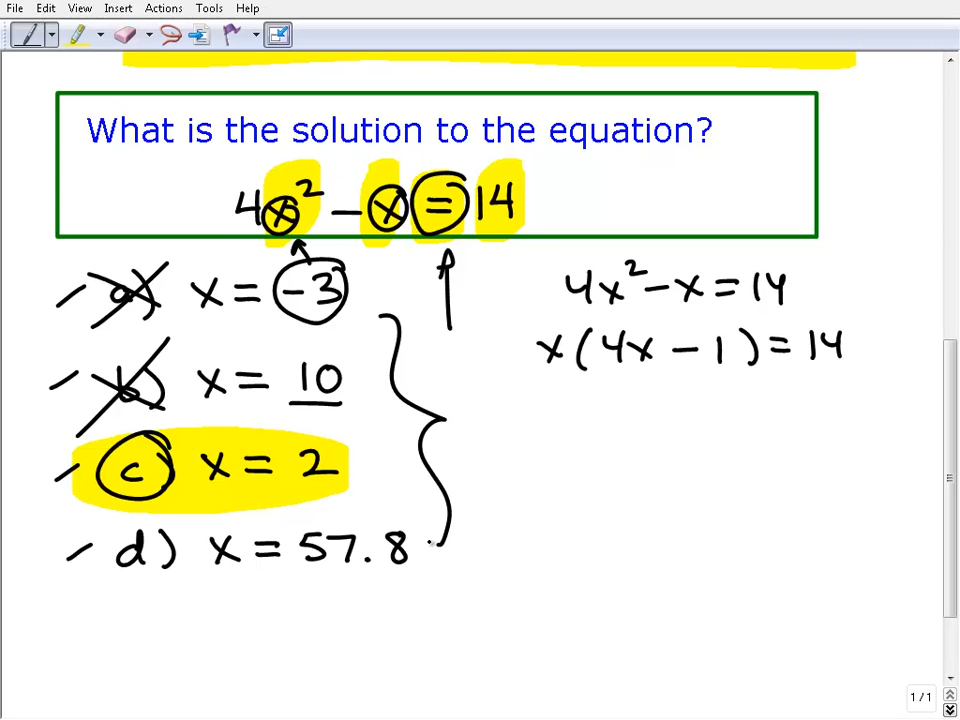 File Edit View Insert Actions Tools Help
What is the solution to the equation?
4x² - x = 14
a) x = -3
b) x = 10
c) x = 2
d) x = 57.8
4x² - x = 14
x(4x - 1) = 14
1 / 1